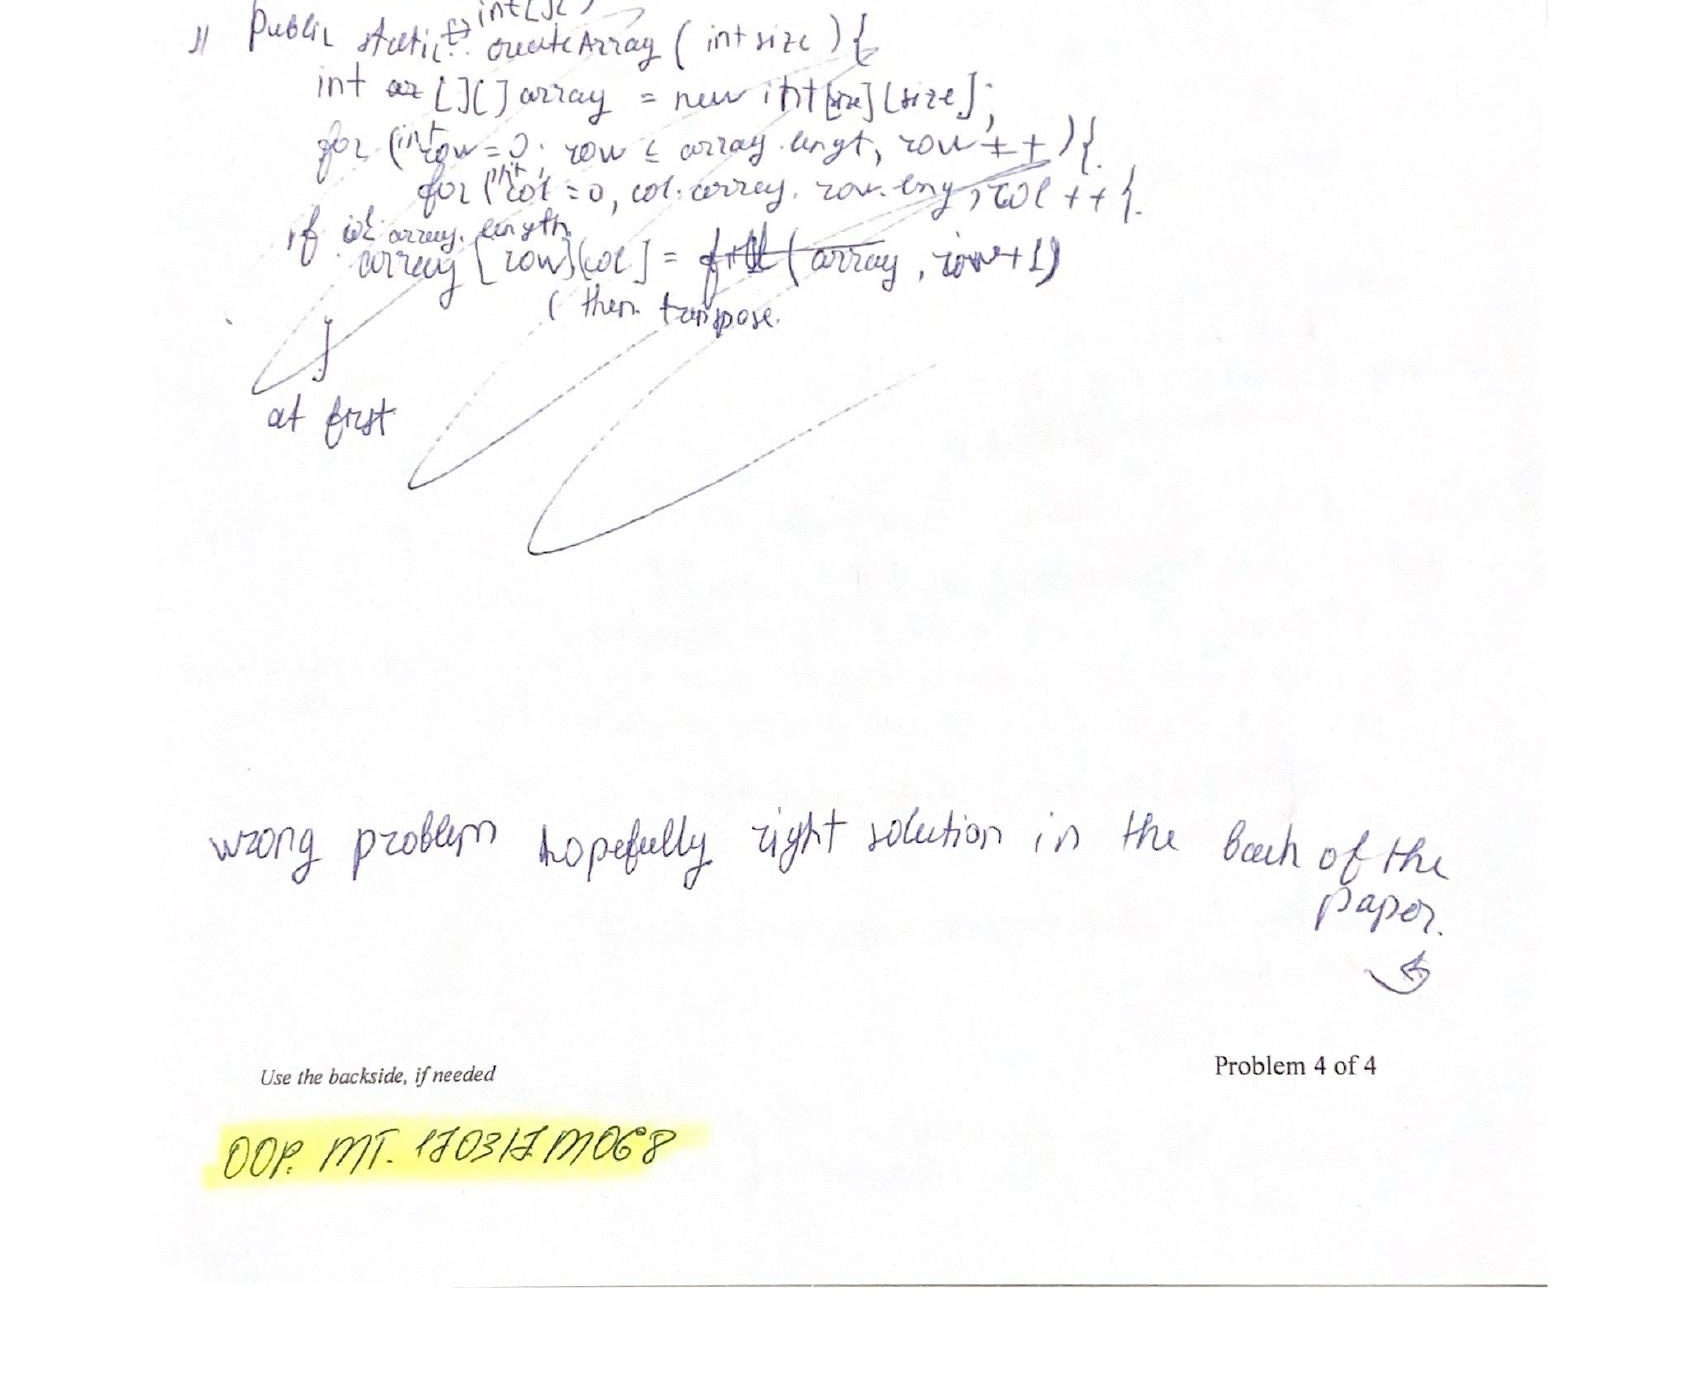 Public static int[][] createArray ( int size ) {
int [][] array = new int [size] [size];
for (int row = 0; row ≤ array. lengt, row ++ ) {
for (int col = 0, col. array. row. leng, col ++ }.
if col array. length
array [row][col] = fill ( array , row+1 )
( then transpose.
}
at first
wrong problem hopefully right solution in the back of the
paper.
Use the backside, if needed
Problem 4 of 4
OOP. MT. 170317. M068